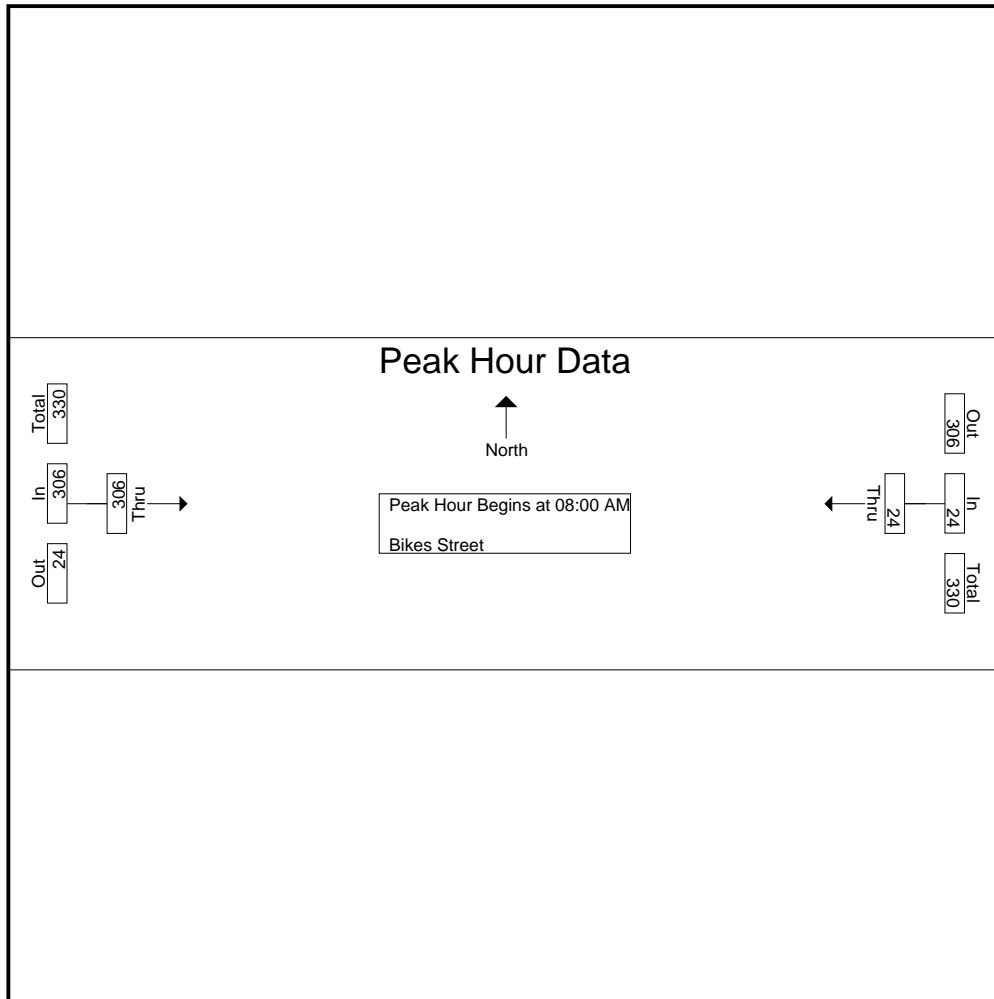 Peak Hour Data
North
Peak Hour Begins at 08:00 AM
Bikes Street
Total
330
In
306
Out
24
306
Thru
Out
306
In
24
Total
330
Thru
24